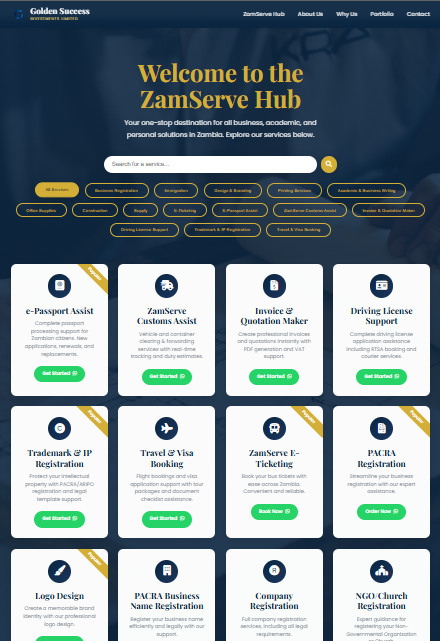 Golden Success
INVESTMENTS LIMITED
ZamServe Hub
About Us
Why Us
Portfolio
Contact
Welcome to the
ZamServe Hub
Your one-stop destination for all business, academic, and
personal solutions in Zambia. Explore our services below.
Search for a service...
All Services
Business Registration
Immigration
Design & Branding
Printing Services
Academic & Business Writing
Office Supplies
Construction
Supply
E-Ticketing
E-Passport Assist
ZamServe Customs Assist
Invoice & Quotation Maker
Driving License Support
Trademark & IP Registration
Travel & Visa Booking
Popular
e-Passport Assist
Complete passport
processing support for
Zambian citizens. New
applications, renewals, and
replacements.
Get Started
ZamServe
Customs Assist
Vehicle and container
clearing & forwarding
services with real-time
tracking and duty estimates.
Get Started
Invoice &
Quotation Maker
Create professional invoices
and quotations instantly with
PDF generation and VAT
support.
Get Started
Driving License
Support
Complete driving license
application assistance
including RTSA booking and
courier services.
Get Started
Popular
Trademark & IP
Registration
Protect your intellectual
property with PACRA/ARIPO
registration and legal
template support.
Get Started
Travel & Visa
Booking
Flight bookings and visa
application support with tour
packages and document
checklist assistance.
Get Started
Popular
ZamServe E-
Ticketing
Book your bus tickets with
ease across Zambia.
Convenient and reliable.
Book Now
Popular
PACRA
Registration
Streamline your business
registration with our expert
assistance.
Order Now
Popular
Logo Design
Create a memorable brand
identity with our professional
logo design.
PACRA Business
Name Registration
Register your business name
efficiently and legally with our
support.
Company
Registration
Full company registration
services, including all legal
requirements.
NGO/Church
Registration
Expert guidance for
registering your Non-
Governmental Organisation